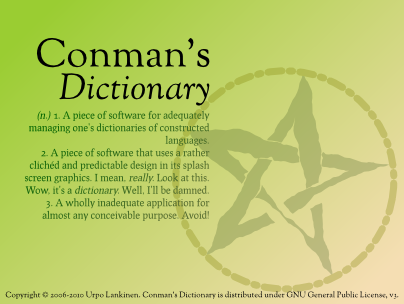 Conman's
Dictionary
(n.) 1. A piece of software for adequately
managing one's dictionaries of constructed
languages.
2. A piece of software that uses a rather
clichéd and predictable design in its splash
screen graphics. I mean, really. Look at this.
Wow, it's a dictionary. Well, I'll be damned.
3. A wholly inadequate application for
almost any conceivable purpose. Avoid!
Copyright © 2006-2010 Urpo Lankinen. Conman's Dictionary is distributed under GNU General Public License, v3.